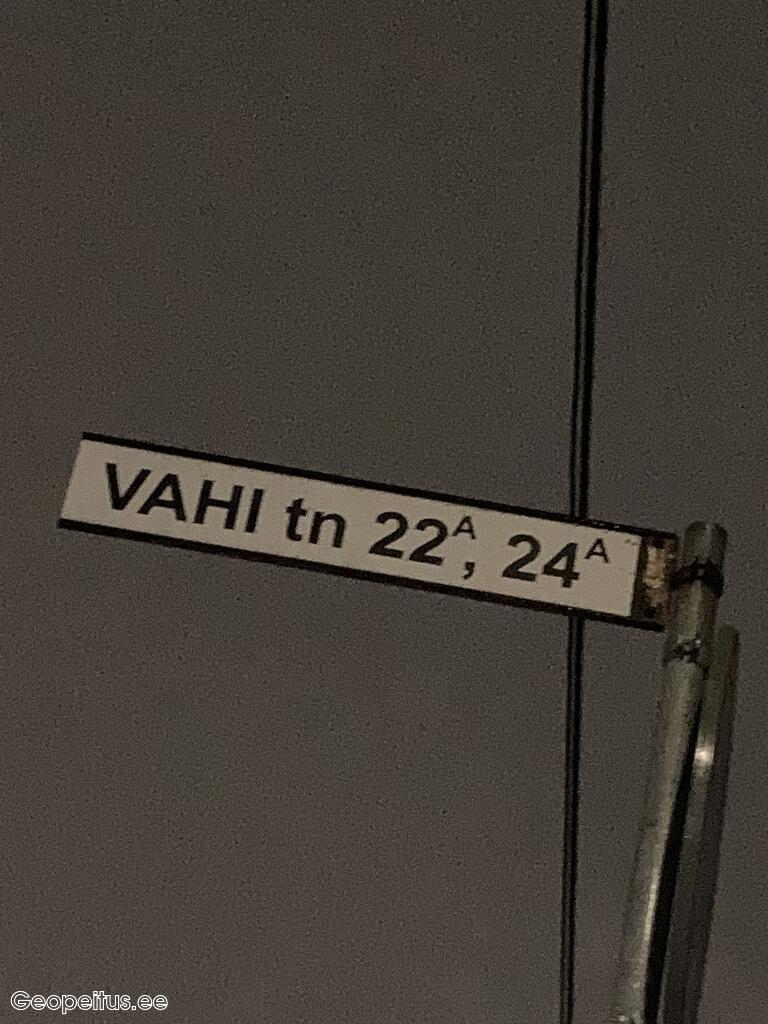 VAHI tn 22ᴬ, 24ᴬ
Geopeitus.ee